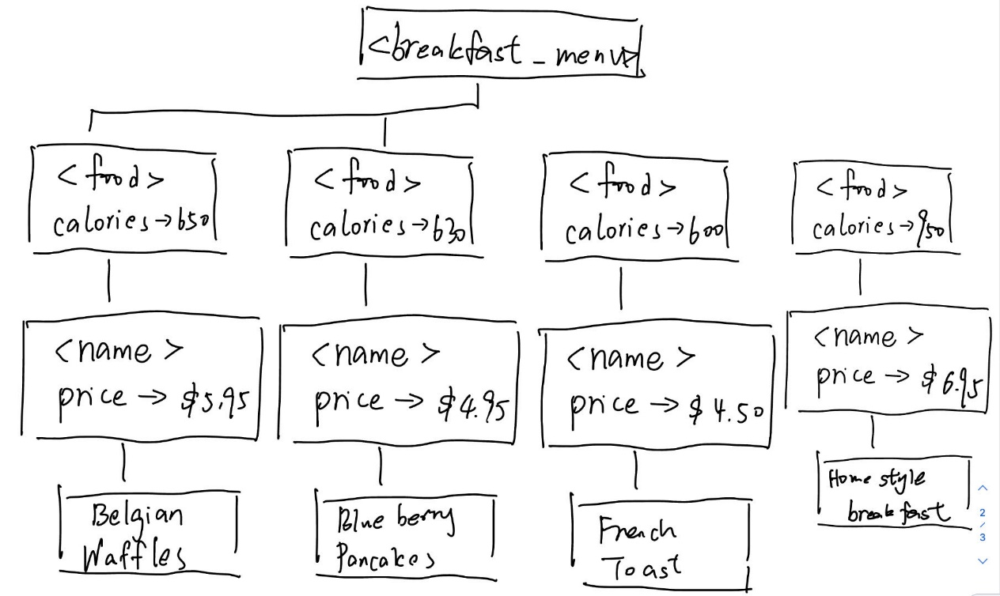 <breakfast_menu>
<food>
calories→650
<food>
calories→630
<food>
calories→600
<food>
calories→950
<name>
price → $5.95
<name>
price → $4.95
<name>
price → $4.50
<name>
price → $6.95
Belgian
Waffles
Blue berry
Pancakes
French
Toast
Home style
breakfast
2
/
3